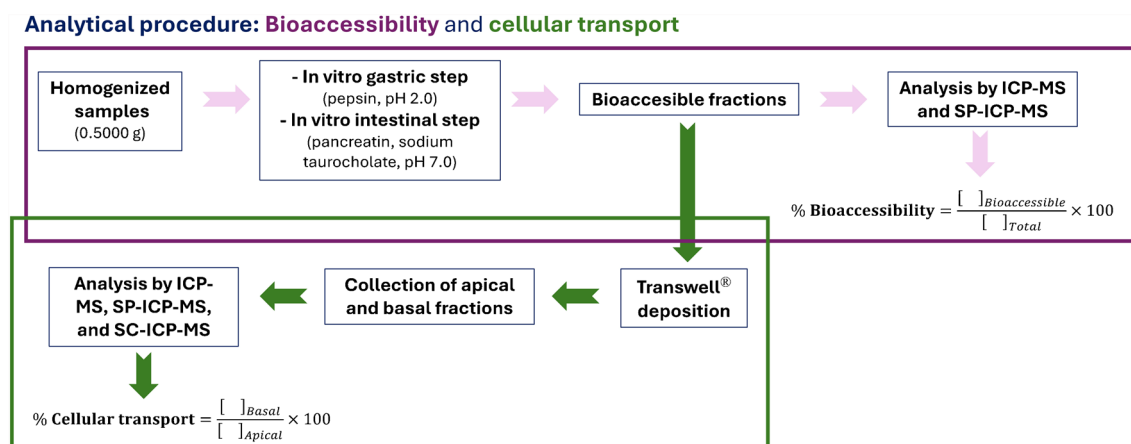 Analytical procedure: Bioaccessibility and cellular transport
Homogenized
samples
(0.5000 g)
- In vitro gastric step
(pepsin, pH 2.0)
- In vitro intestinal step
(pancreatin, sodium
taurocholate, pH 7.0)
Bioaccesible fractions
Analysis by ICP-MS
and SP-ICP-MS
% Bioaccessibility = [ ]Bioaccessible / [ ]Total × 100
Transwell®
deposition
Collection of apical
and basal fractions
Analysis by ICP-
MS, SP-ICP-MS,
and SC-ICP-MS
% Cellular transport = [ ]Basal / [ ]Apical × 100